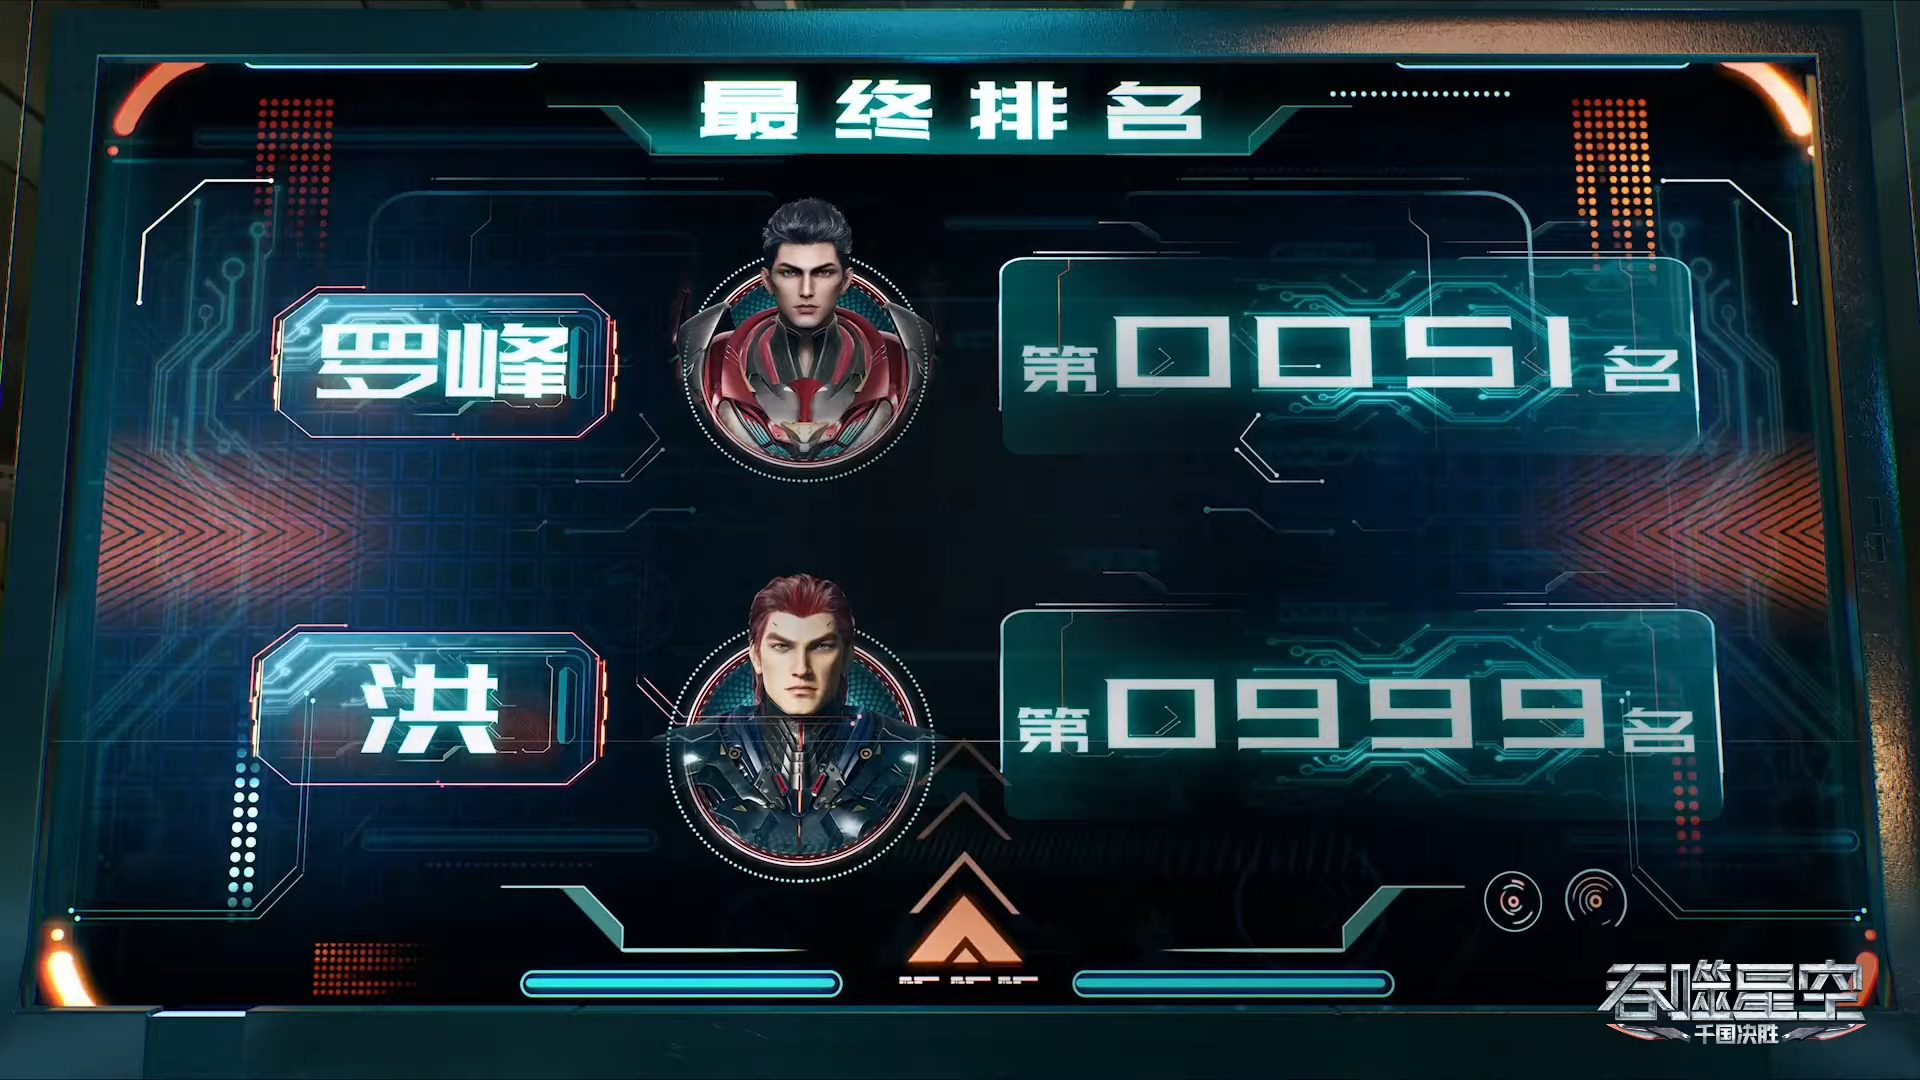 最终排名
罗峰
第0051名
洪
第0999名
吞噬星空
千国决胜